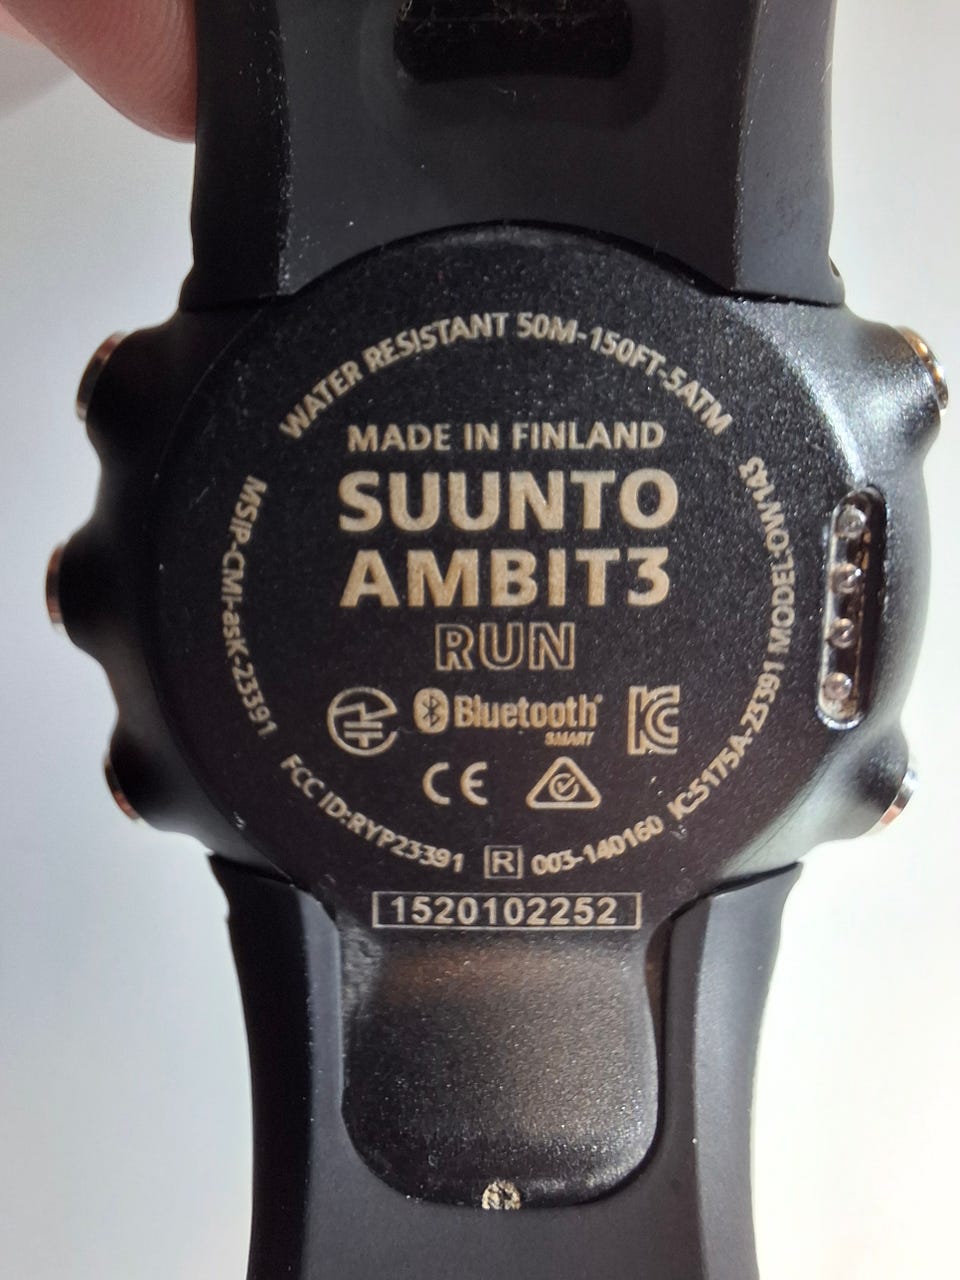 WATER RESISTANT 50M-150FT-5ATM
MADE IN FINLAND
SUUNTO
AMBIT3
RUN
MSIP-CMI-asK-23391
Bluetooth®
SMART
KC
CE
FCC ID:RYP23391
R 003-140160
IC:5175A-23391 MODEL:OW143
1520102252